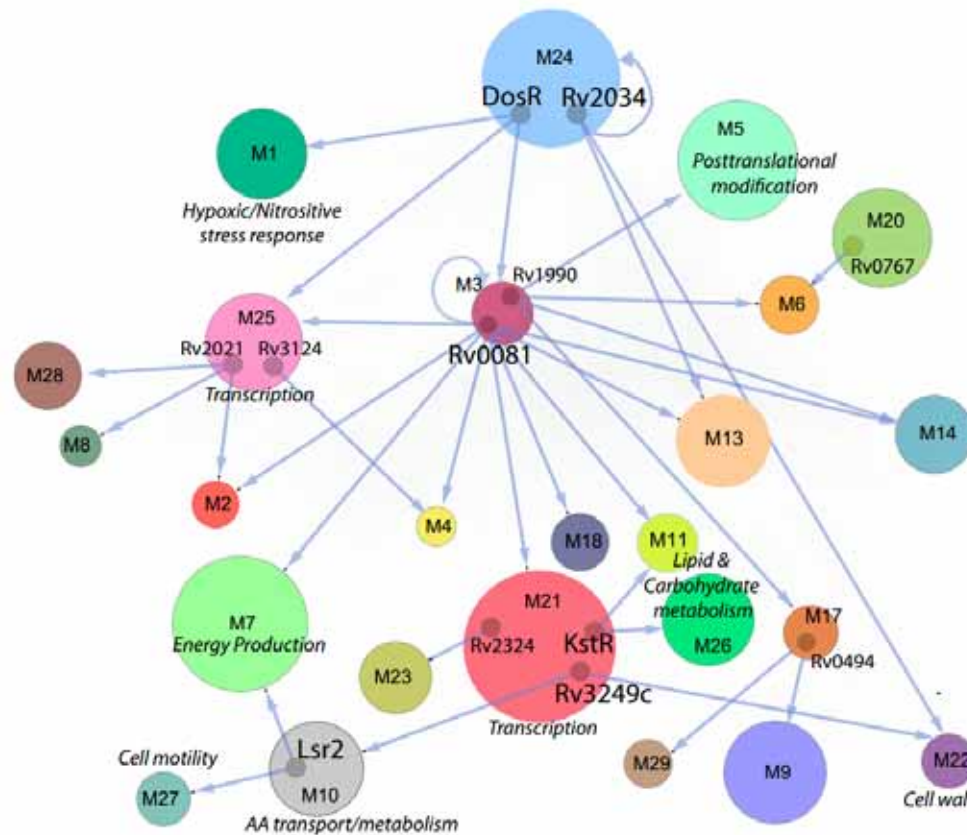 M24
DosR Rv2034
M5
Posttranslational
modification
M1
Hypoxic/Nitrositive
stress response
M20
Rv0767
M3 Rv1990
M6
Rv0081
M25
Rv2021 Rv3124
Transcription
M28
M8
M13
M14
M2
M4
M18
M11
Lipid &
Carbohydrate
metabolism
M26
M21
Rv2324
KstR
Rv3249c
Transcription
M7
Energy Production
M17
Rv0494
M23
Lsr2
M10
AA transport/metabolism
Cell motility
M27
M29
M9
M22
Cell wal